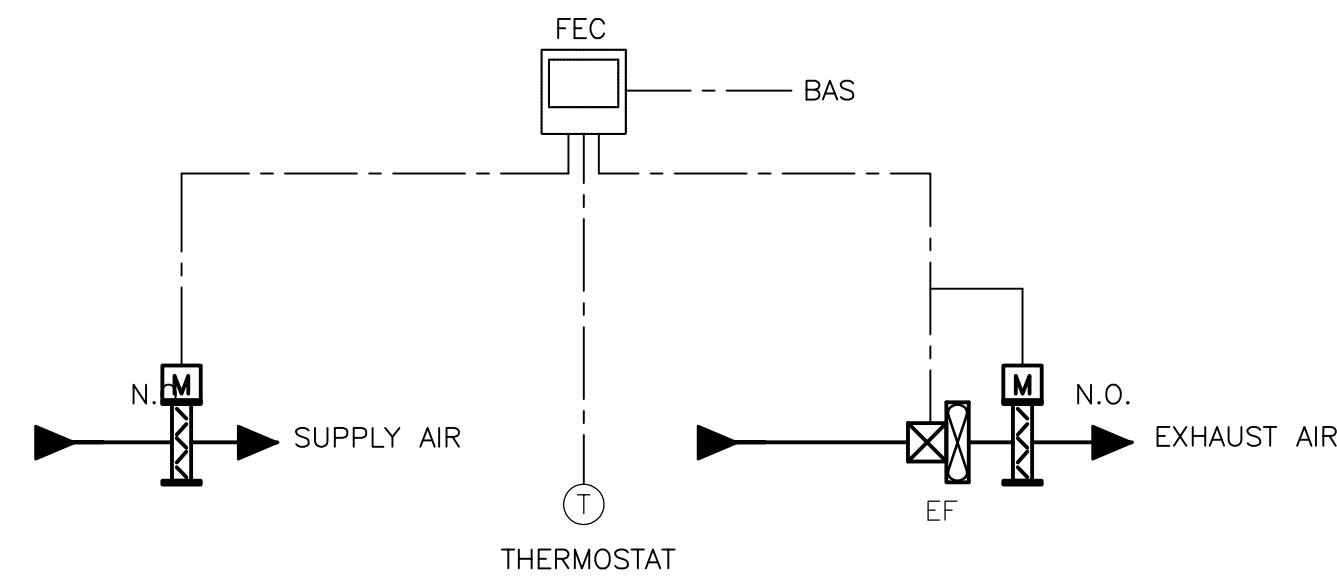 FEC
BAS
M
N.O
M
N.O.
SUPPLY AIR
EXHAUST AIR
T
EF
THERMOSTAT